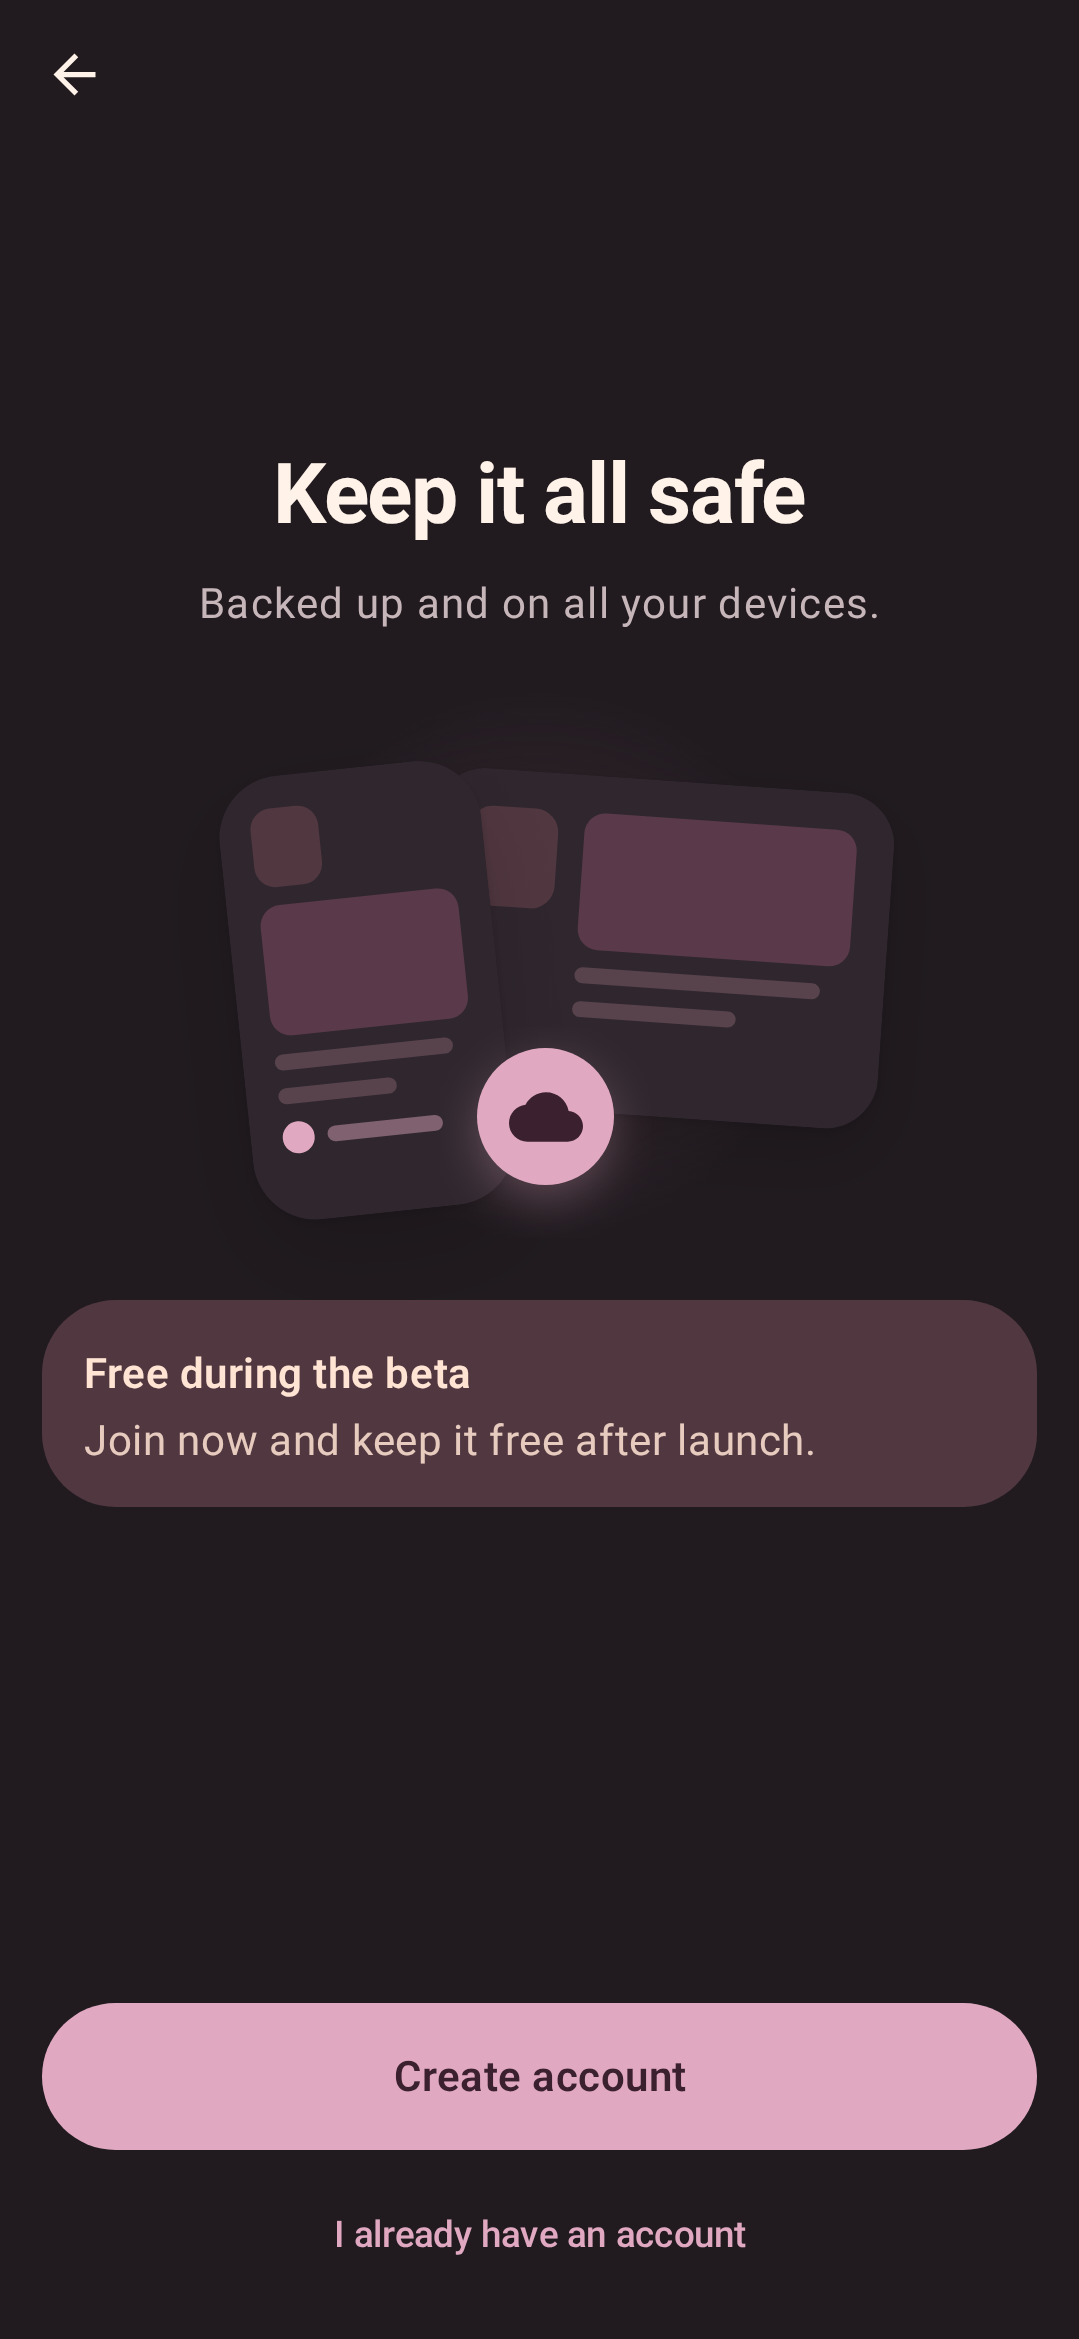 Keep it all safe
Backed up and on all your devices.
Free during the beta
Join now and keep it free after launch.
Create account
I already have an account